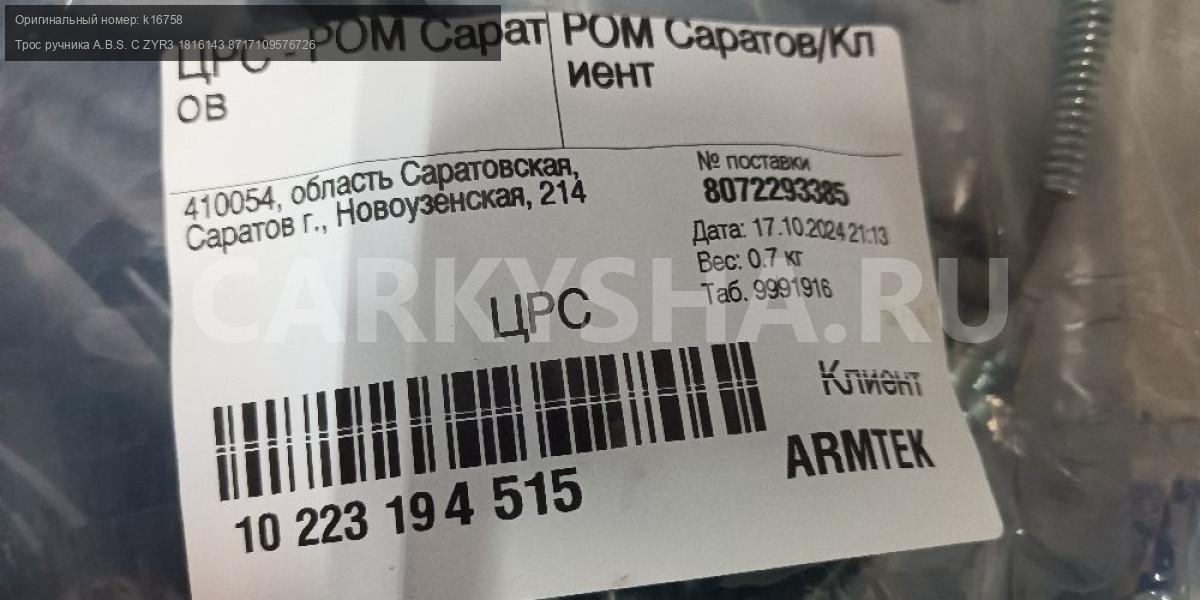 Оригинальный номер: k16758
Трос ручника A.B.S. C ZYR3 1816143 8717109576726
ЦРС - РОМ Сарат
ов
РОМ Саратов/Кл
иент
410054, область Саратовская,
Саратов г., Новоузенская, 214
№ поставки
8072293385
Дата: 17.10.2024 21:13
Вес: 0.7 кг
Таб. 9991916
CARKYSHA.RU
ЦРС
Клиент
ARMTEK
10 223 194 515